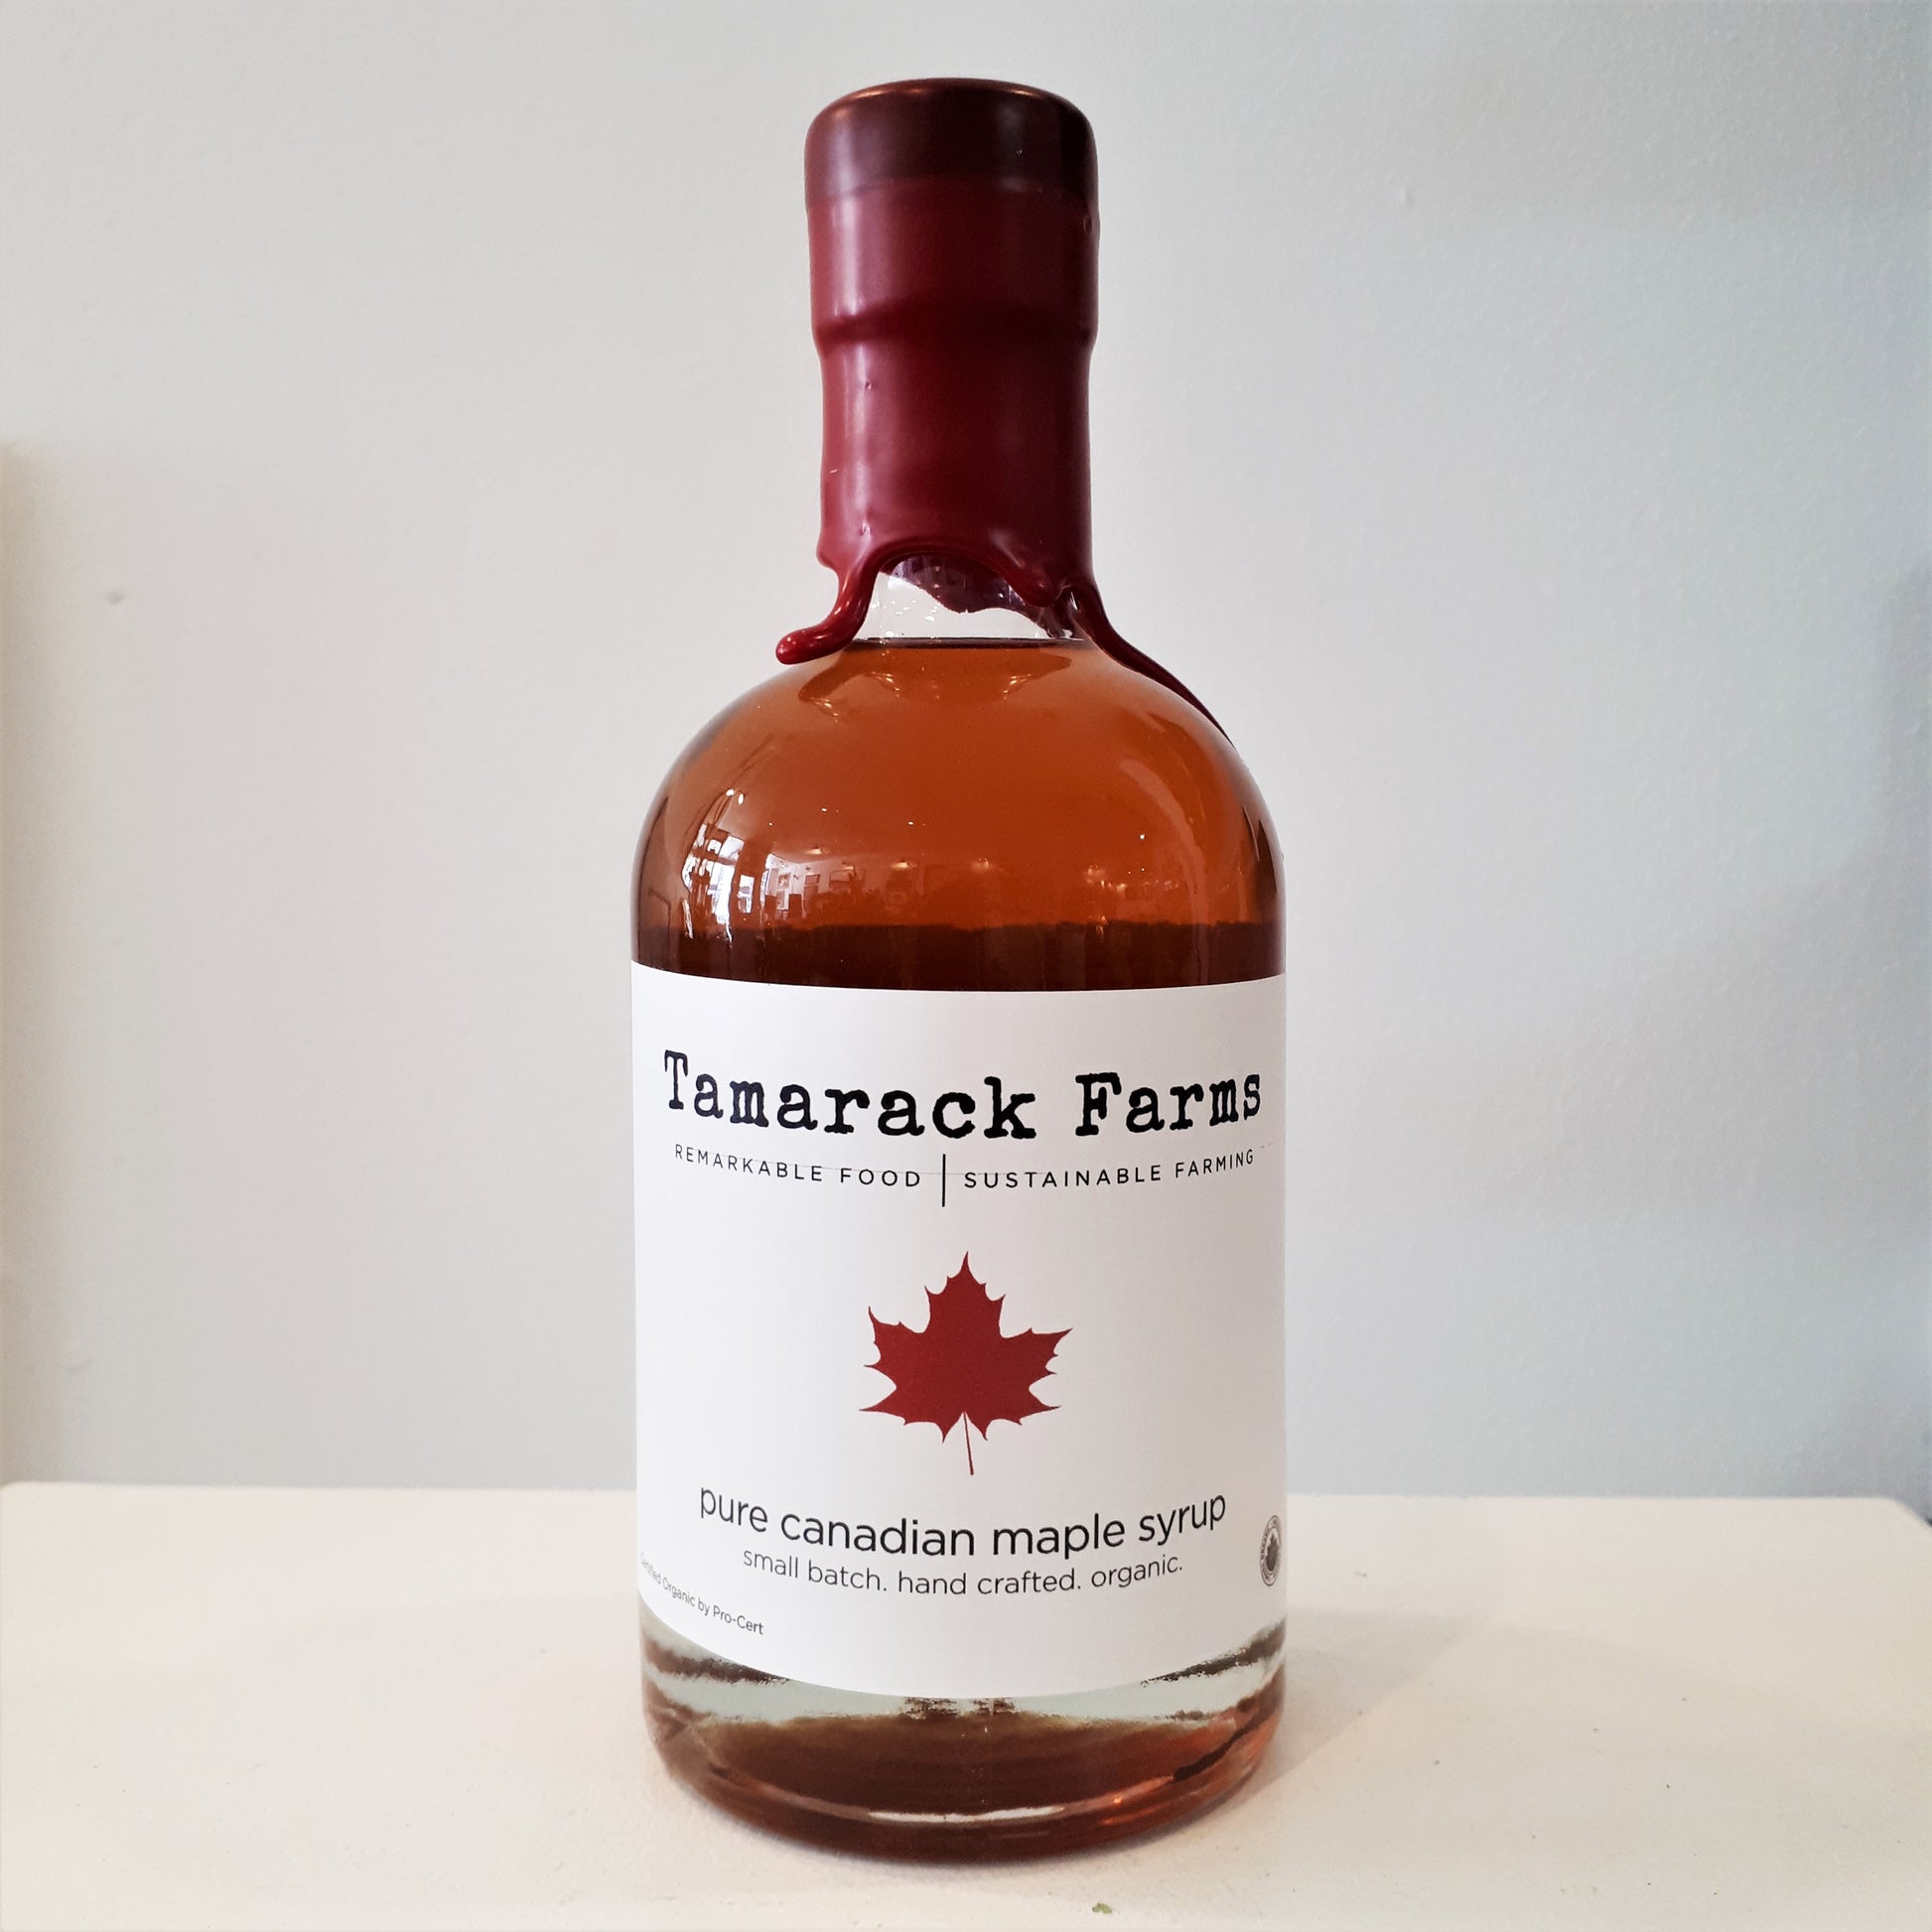 Tamarack Farms
REMARKABLE FOOD | SUSTAINABLE FARMING
pure canadian maple syrup
small batch. hand crafted. organic.
Certified Organic by Pro-Cert